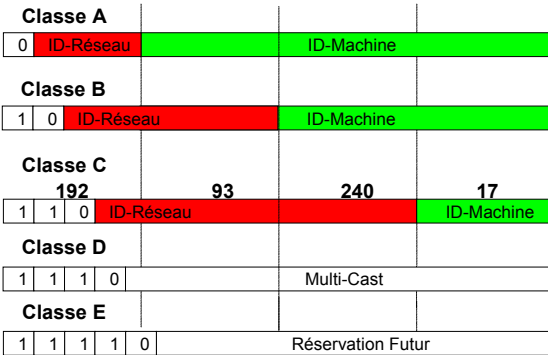 Classe A
0 ID-Réseau ID-Machine
Classe B
1 0 ID-Réseau ID-Machine
Classe C
192 93 240 17
1 1 0 ID-Réseau ID-Machine
Classe D
1 1 1 0 Multi-Cast
Classe E
1 1 1 1 0 Réservation Futur